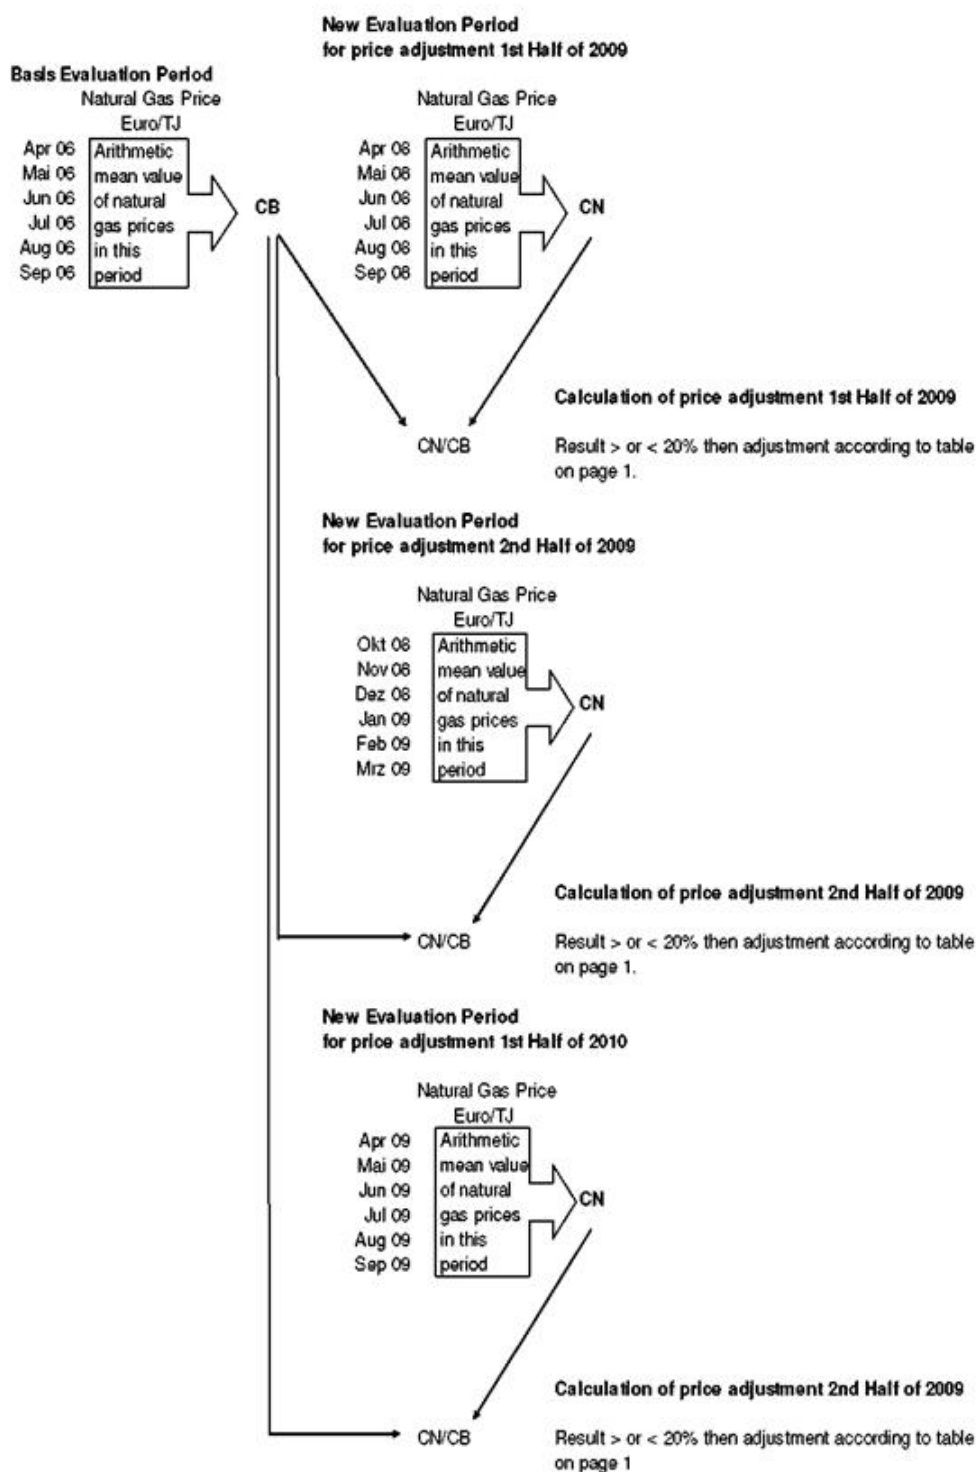 New Evaluation Period
for price adjustment 1st Half of 2009
Basis Evaluation Period
Natural Gas Price
Euro/TJ
Apr 06
Mai 06
Jun 06
Jul 06
Aug 06
Sep 06
Arithmetic
mean value
of natural
gas prices
in this
period
CB
Natural Gas Price
Euro/TJ
Apr 08
Mai 08
Jun 08
Jul 08
Aug 08
Sep 08
Arithmetic
mean value
of natural
gas prices
in this
period
CN
Calculation of price adjustment 1st Half of 2009
CN/CB
Result > or < 20% then adjustment according to table
on page 1.
New Evaluation Period
for price adjustment 2nd Half of 2009
Natural Gas Price
Euro/TJ
Okt 08
Nov 08
Dez 08
Jan 09
Feb 09
Mrz 09
Arithmetic
mean value
of natural
gas prices
in this
period
CN
Calculation of price adjustment 2nd Half of 2009
CN/CB
Result > or < 20% then adjustment according to table
on page 1.
New Evaluation Period
for price adjustment 1st Half of 2010
Natural Gas Price
Euro/TJ
Apr 09
Mai 09
Jun 09
Jul 09
Aug 09
Sep 09
Arithmetic
mean value
of natural
gas prices
in this
period
CN
Calculation of price adjustment 2nd Half of 2009
CN/CB
Result > or < 20% then adjustment according to table
on page 1